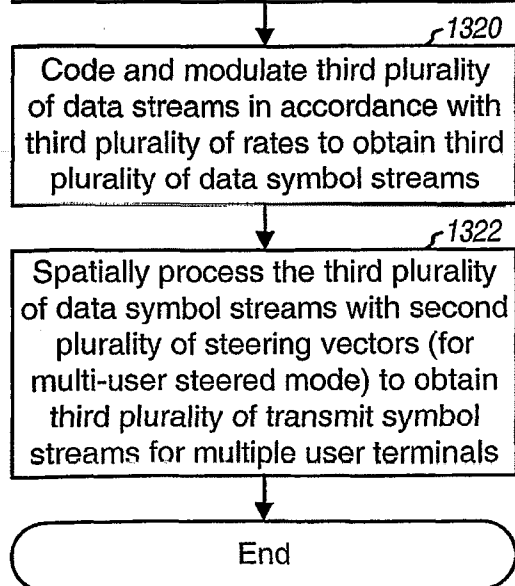 1320
Code and modulate third plurality
of data streams in accordance with
third plurality of rates to obtain third
plurality of data symbol streams
1322
Spatially process the third plurality
of data symbol streams with second
plurality of steering vectors (for
multi-user steered mode) to obtain
third plurality of transmit symbol
streams for multiple user terminals
End